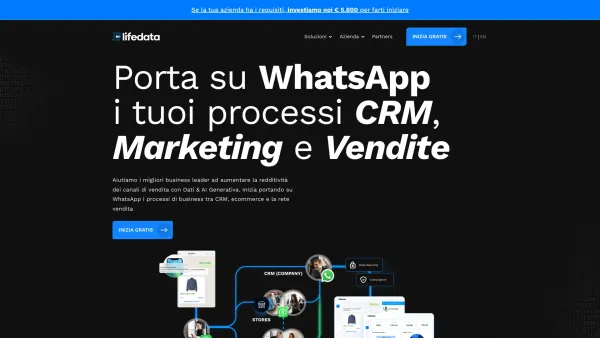 Se la tua azienda ha i requisiti, investiamo noi € 5.800 per farti iniziare
lifedata
Soluzioni
Azienda
Partners
INIZIA GRATIS
IT | EN
Porta su WhatsApp
i tuoi processi CRM,
Marketing e Vendite
Aiutiamo i migliori business leader ad aumentare la redditività
dei canali di vendita con Dati & AI Generativa. Inizia portando su
WhatsApp i processi di business tra CRM, ecommerce e la rete
vendita
INIZIA GRATIS
CRM (COMPANY)
Data Security
Compliance
STORES